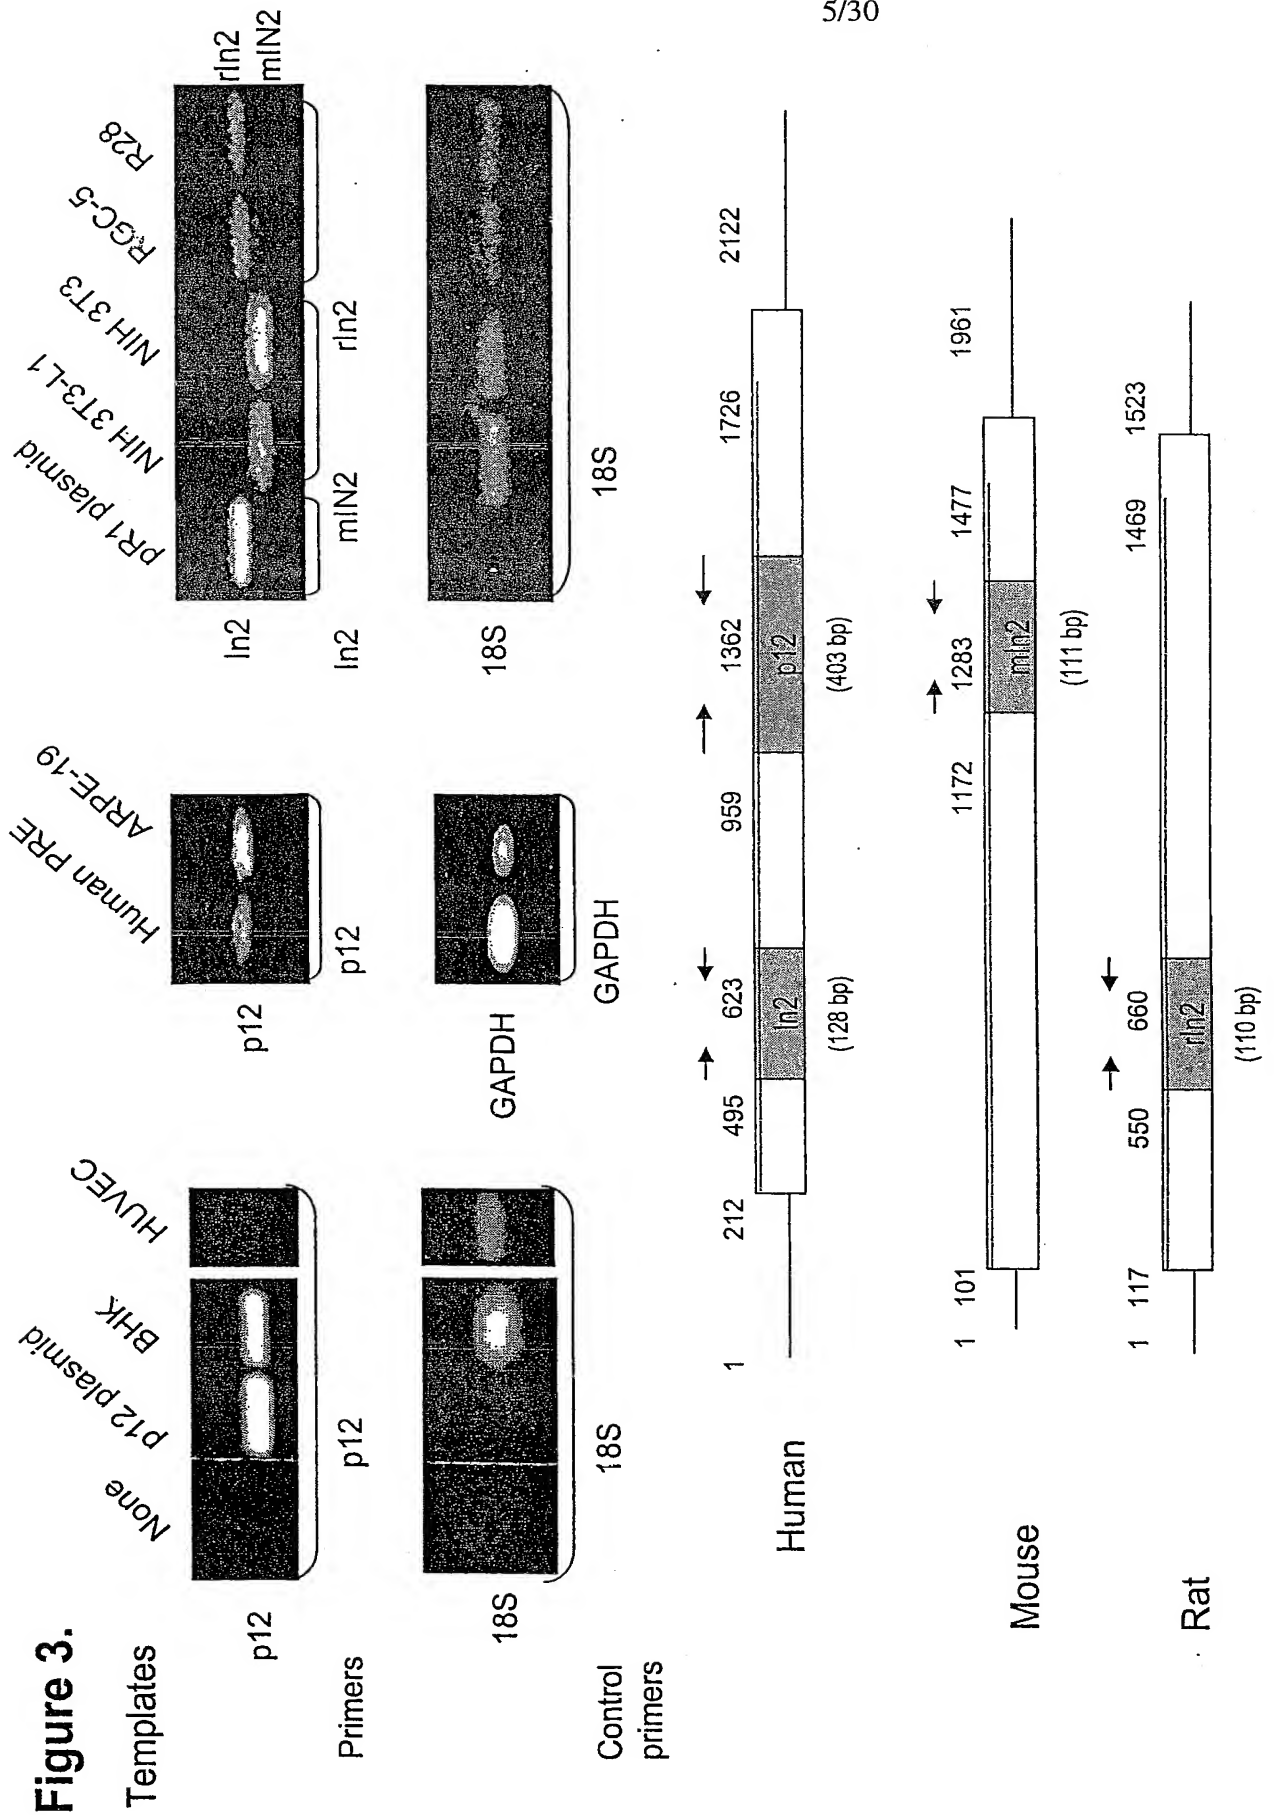 5/30
Figure 3.
Templates
None
p12 plasmid
BHK
HUVEC
Human PRE
ARPE-19
pR1 plasmid
NIH 3T3-L1
NIH 3T3
RGC-5
R28
p12
p12
In2
rIn2
mIN2
Primers
p12
p12
In2
mIN2
rIn2
18S
GAPDH
18S
Control
primers
18S
GAPDH
18S
Human
1
212
495
623
959
1362
1726
2122
In2
p12
(128 bp)
(403 bp)
Mouse
1
101
1172
1283
1477
1961
mIn2
(111 bp)
Rat
1
117
550
660
1469
1523
rIn2
(110 bp)